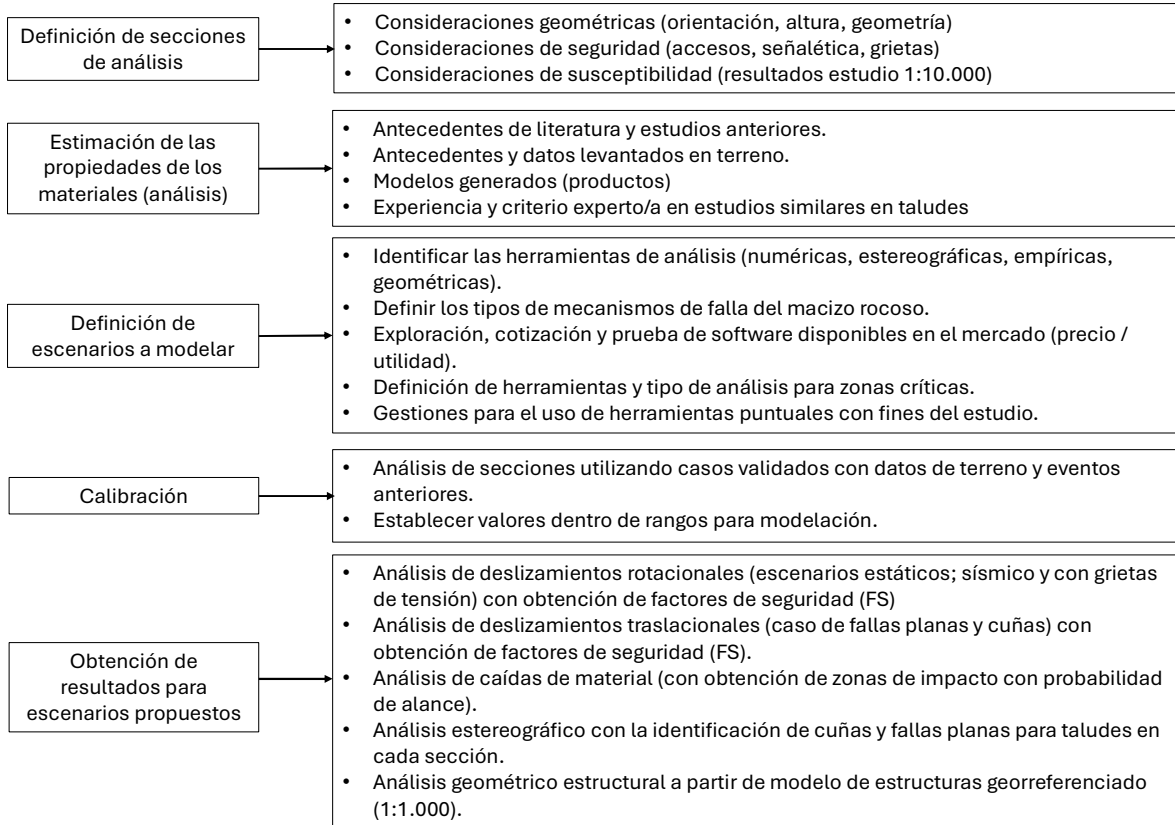 Definición de secciones
de análisis
• Consideraciones geométricas (orientación, altura, geometría)
• Consideraciones de seguridad (accesos, señalética, grietas)
• Consideraciones de susceptibilidad (resultados estudio 1:10.000)
Estimación de las
propiedades de los
materiales (análisis)
• Antecedentes de literatura y estudios anteriores.
• Antecedentes y datos levantados en terreno.
• Modelos generados (productos)
• Experiencia y criterio experto/a en estudios similares en taludes
Definición de
escenarios a modelar
• Identificar las herramientas de análisis (numéricas, estereográficas, empíricas,
geométricas).
• Definir los tipos de mecanismos de falla del macizo rocoso.
• Exploración, cotización y prueba de software disponibles en el mercado (precio /
utilidad).
• Definición de herramientas y tipo de análisis para zonas críticas.
• Gestiones para el uso de herramientas puntuales con fines del estudio.
Calibración
• Análisis de secciones utilizando casos validados con datos de terreno y eventos
anteriores.
• Establecer valores dentro de rangos para modelación.
Obtención de
resultados para
escenarios propuestos
• Análisis de deslizamientos rotacionales (escenarios estáticos; sísmico y con grietas
de tensión) con obtención de factores de seguridad (FS)
• Análisis de deslizamientos traslacionales (caso de fallas planas y cuñas) con
obtención de factores de seguridad (FS).
• Análisis de caídas de material (con obtención de zonas de impacto con probabilidad
de alance).
• Análisis estereográfico con la identificación de cuñas y fallas planas para taludes en
cada sección.
• Análisis geométrico estructural a partir de modelo de estructuras georreferenciado
(1:1.000).